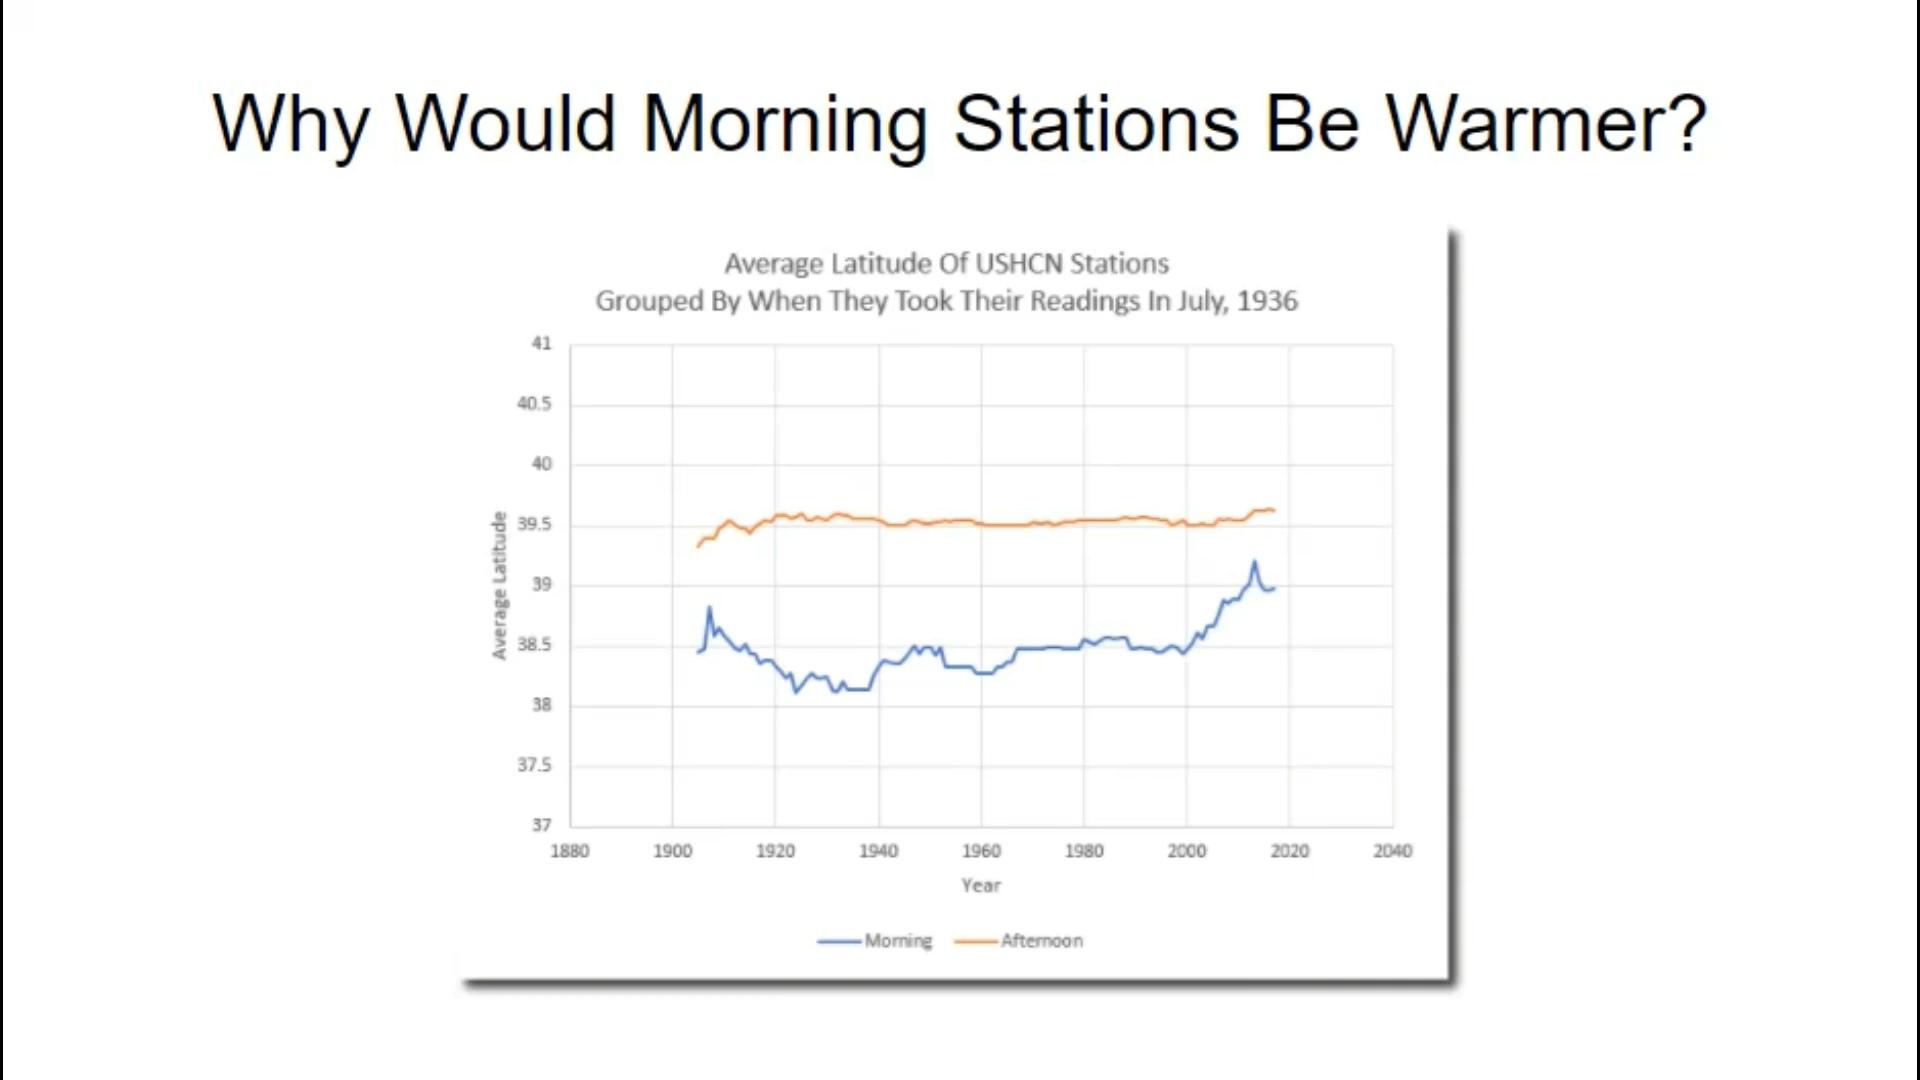 Why Would Morning Stations Be Warmer?
Average Latitude Of USHCN Stations
Grouped By When They Took Their Readings In July, 1936
41
40.5
40
39.5
39
38.5
38
37.5
37
Average Latitude
1880 1900 1920 1940 1960 1980 2000 2020 2040
Year
Morning Afternoon